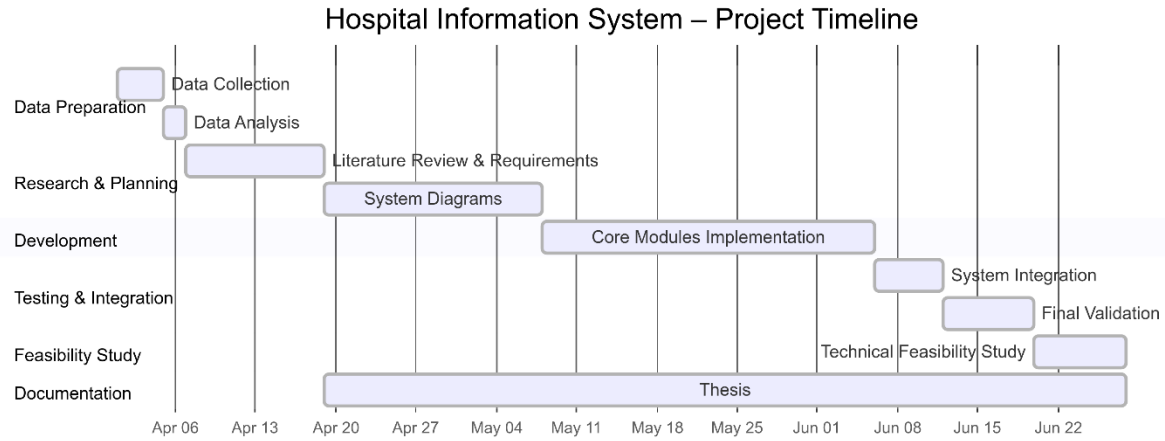 Hospital Information System – Project Timeline
Data Collection
Data Preparation
Data Analysis
Literature Review & Requirements
Research & Planning
System Diagrams
Development
Core Modules Implementation
System Integration
Testing & Integration
Final Validation
Feasibility Study
Technical Feasibility Study
Documentation
Thesis
Apr 06 Apr 13 Apr 20 Apr 27 May 04 May 11 May 18 May 25 Jun 01 Jun 08 Jun 15 Jun 22